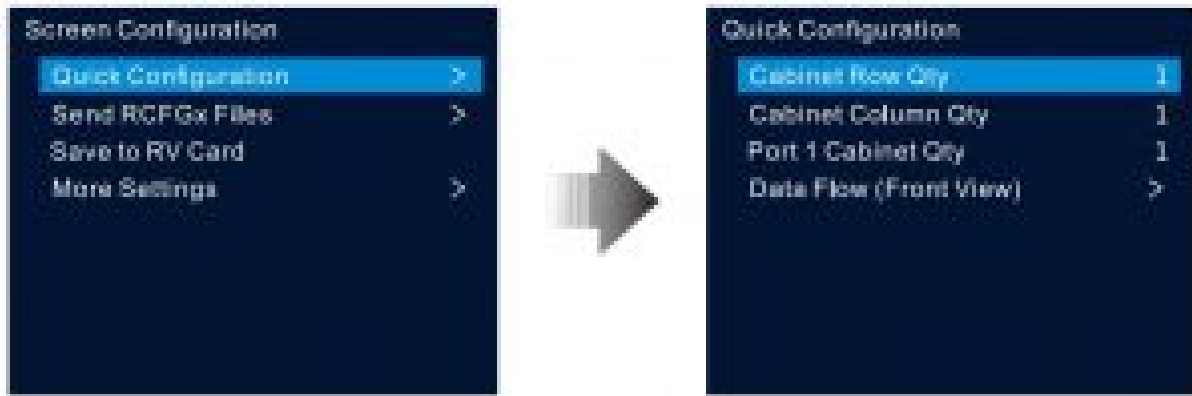 Screen Configuration
Quick Configuration >
Send RCFGx Files >
Save to RV Card
More Settings >
Quick Configuration
Cabinet Row Qty 1
Cabinet Column Qty 1
Port 1 Cabinet Qty 1
Data Flow (Front View) >